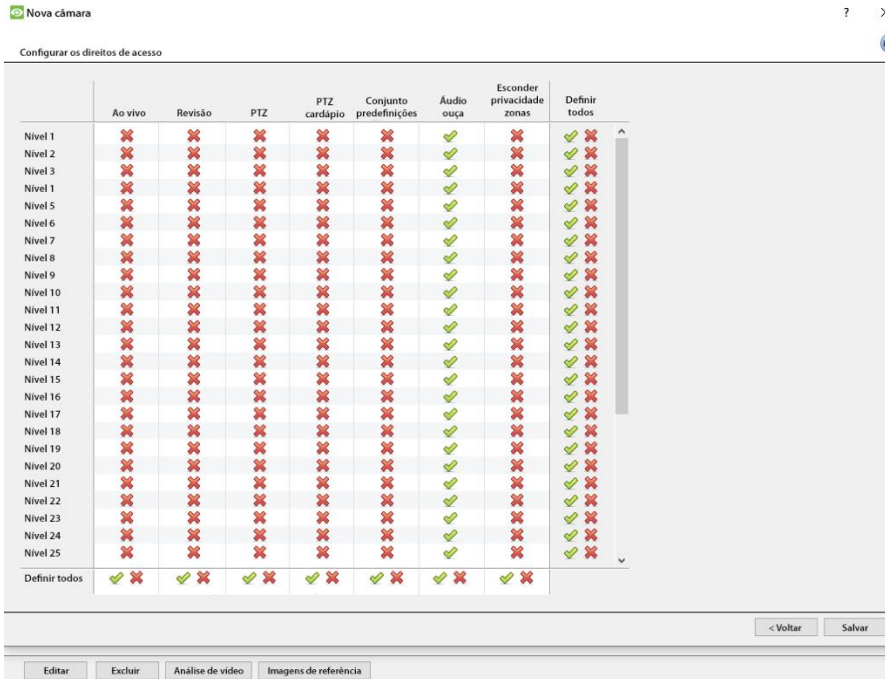 Nova câmara
?
Configurar os direitos de acesso
Ao vivo Revisão PTZ PTZ cardápio Conjunto predefinições Áudio ouça Esconder privacidade zonas Definir todos
Nível 1
Nível 2
Nível 3
Nível 1
Nível 5
Nível 6
Nível 7
Nível 8
Nível 9
Nível 10
Nível 11
Nível 12
Nível 13
Nível 14
Nível 15
Nível 16
Nível 17
Nível 18
Nível 19
Nível 20
Nível 21
Nível 22
Nível 23
Nível 24
Nível 25
Definir todos
< Voltar Salvar
Editar Excluir Análise de vídeo Imagens de referência